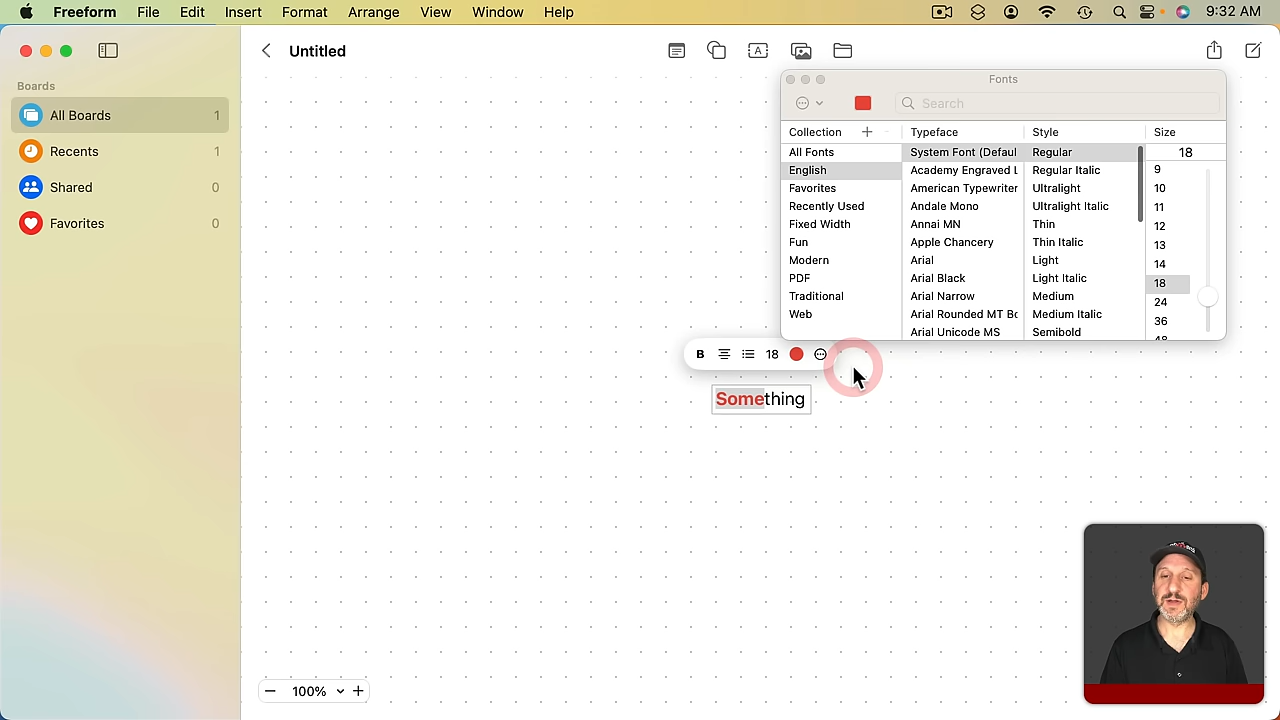 Freeform File Edit Insert Format Arrange View Window Help 9:32 AM
Untitled
A
Boards
All Boards 1
Recents 1
Shared 0
Favorites 0
Fonts
Search
Collection Typeface Style Size
All Fonts System Font (Defaul Regular 18
English Academy Engraved L Regular Italic 9
Favorites American Typewriter Ultralight 10
Recently Used Andale Mono Ultralight Italic 11
Fixed Width Annai MN Thin 12
Fun Apple Chancery Thin Italic 13
Modern Arial Light 14
PDF Arial Black Light Italic 18
Traditional Arial Narrow Medium 24
Web Arial Rounded MT Bo Medium Italic 36
Arial Unicode MS Semibold 48
B 18
Something
100%